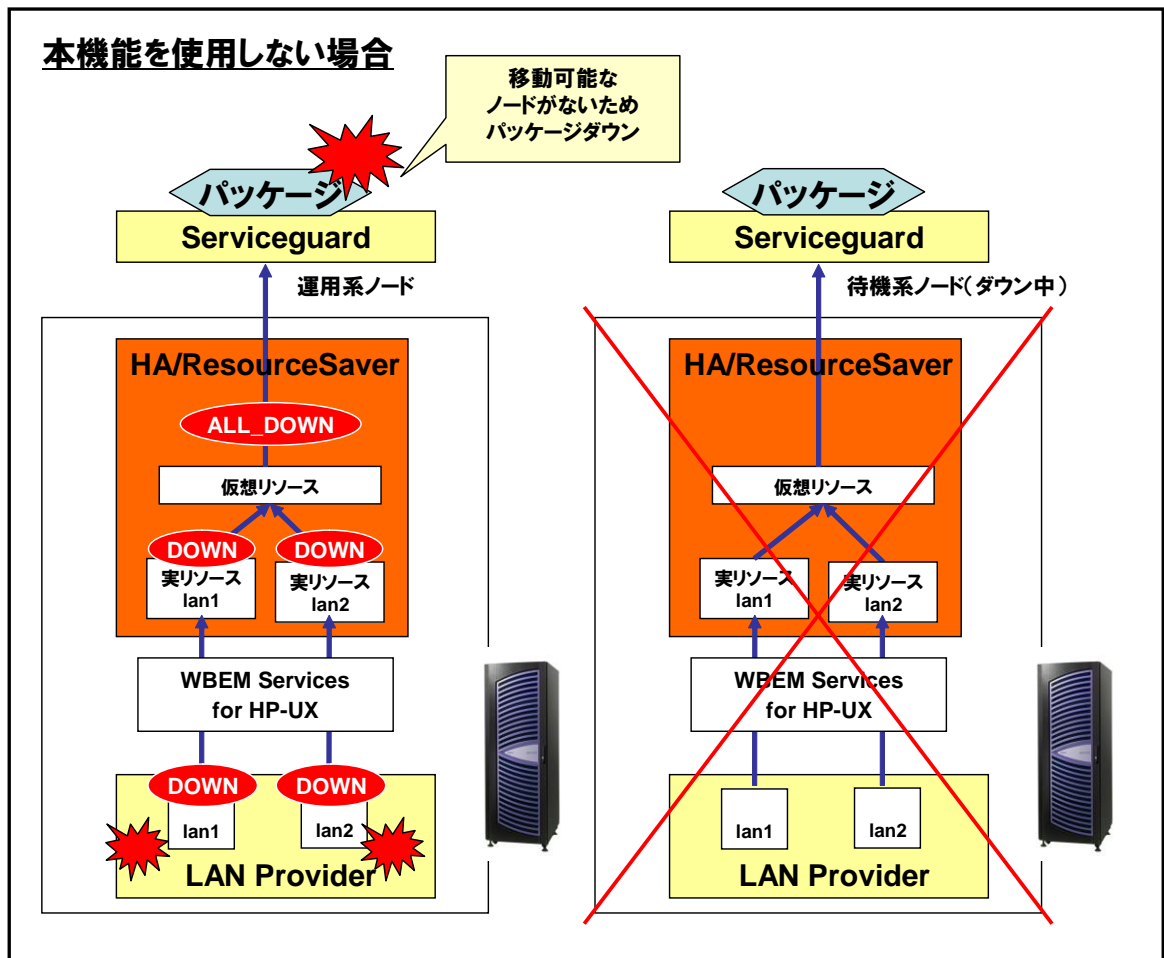 本機能を使用しない場合
移動可能な
ノードがないため
パッケージダウン
パッケージ
Serviceguard
運用系ノード
HA/ResourceSaver
ALL_DOWN
仮想リソース
DOWN
DOWN
実リソース
lan1
実リソース
lan2
WBEM Services
for HP-UX
DOWN
DOWN
lan1
lan2
LAN Provider
パッケージ
Serviceguard
待機系ノード(ダウン中)
HA/ResourceSaver
仮想リソース
実リソース
lan1
実リソース
lan2
WBEM Services
for HP-UX
lan1
lan2
LAN Provider